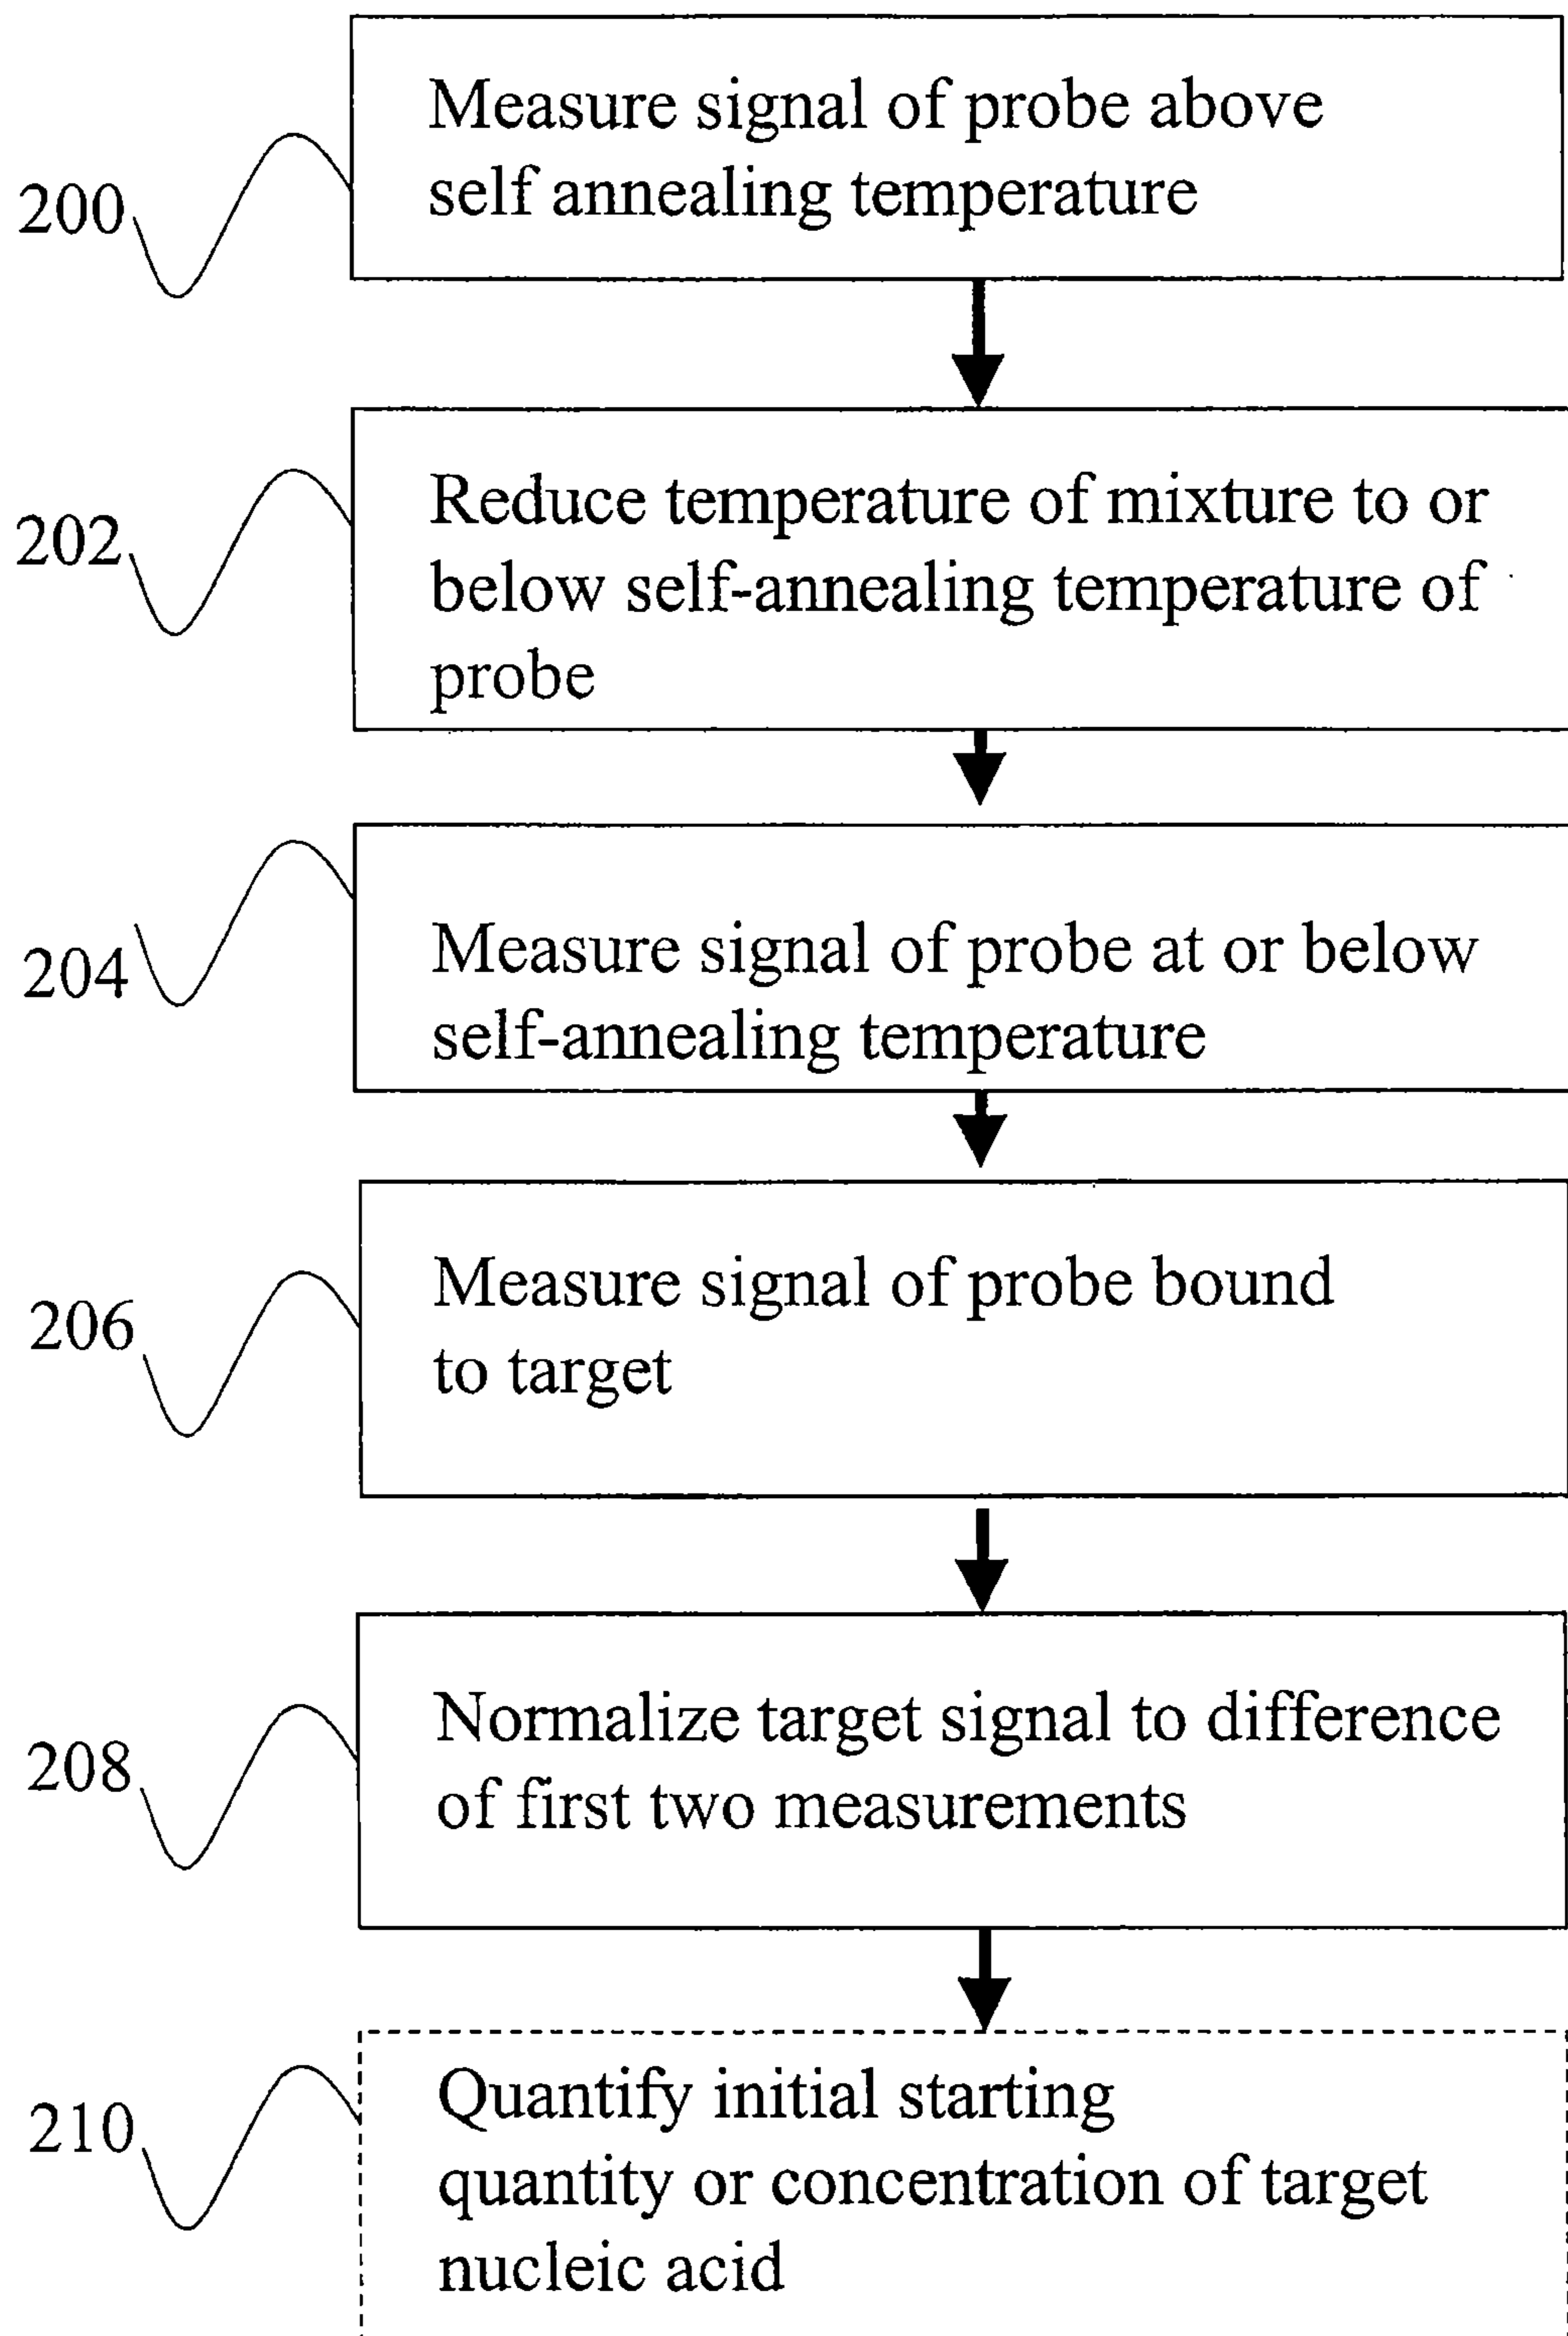 Measure signal of probe above
self annealing temperature
200
Reduce temperature of mixture to or
below self-annealing temperature of
probe
202
Measure signal of probe at or below
self-annealing temperature
204
Measure signal of probe bound
to target
206
Normalize target signal to difference
of first two measurements
208
Quantify initial starting
quantity or concentration of target
nucleic acid
210